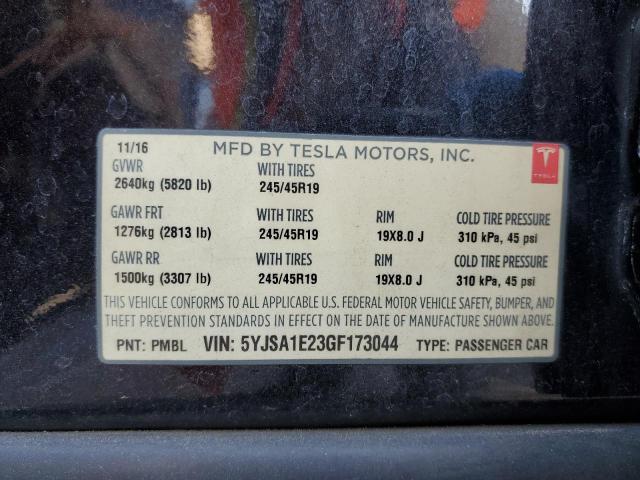 11/16 MFD BY TESLA MOTORS, INC.
TESLA
GVWR WITH TIRES
2640kg (5820 lb) 245/45R19
GAWR FRT WITH TIRES RIM COLD TIRE PRESSURE
1276kg (2813 lb) 245/45R19 19X8.0 J 310 kPa, 45 psi
GAWR RR WITH TIRES RIM COLD TIRE PRESSURE
1500kg (3307 lb) 245/45R19 19X8.0 J 310 kPa, 45 psi
THIS VEHICLE CONFORMS TO ALL APPLICABLE U.S. FEDERAL MOTOR VEHICLE SAFETY, BUMPER, AND
THEFT PREVENTION STANDARDS IN EFFECT ON THE DATE OF MANUFACTURE SHOWN ABOVE.
PNT: PMBL VIN: 5YJSA1E23GF173044 TYPE: PASSENGER CAR